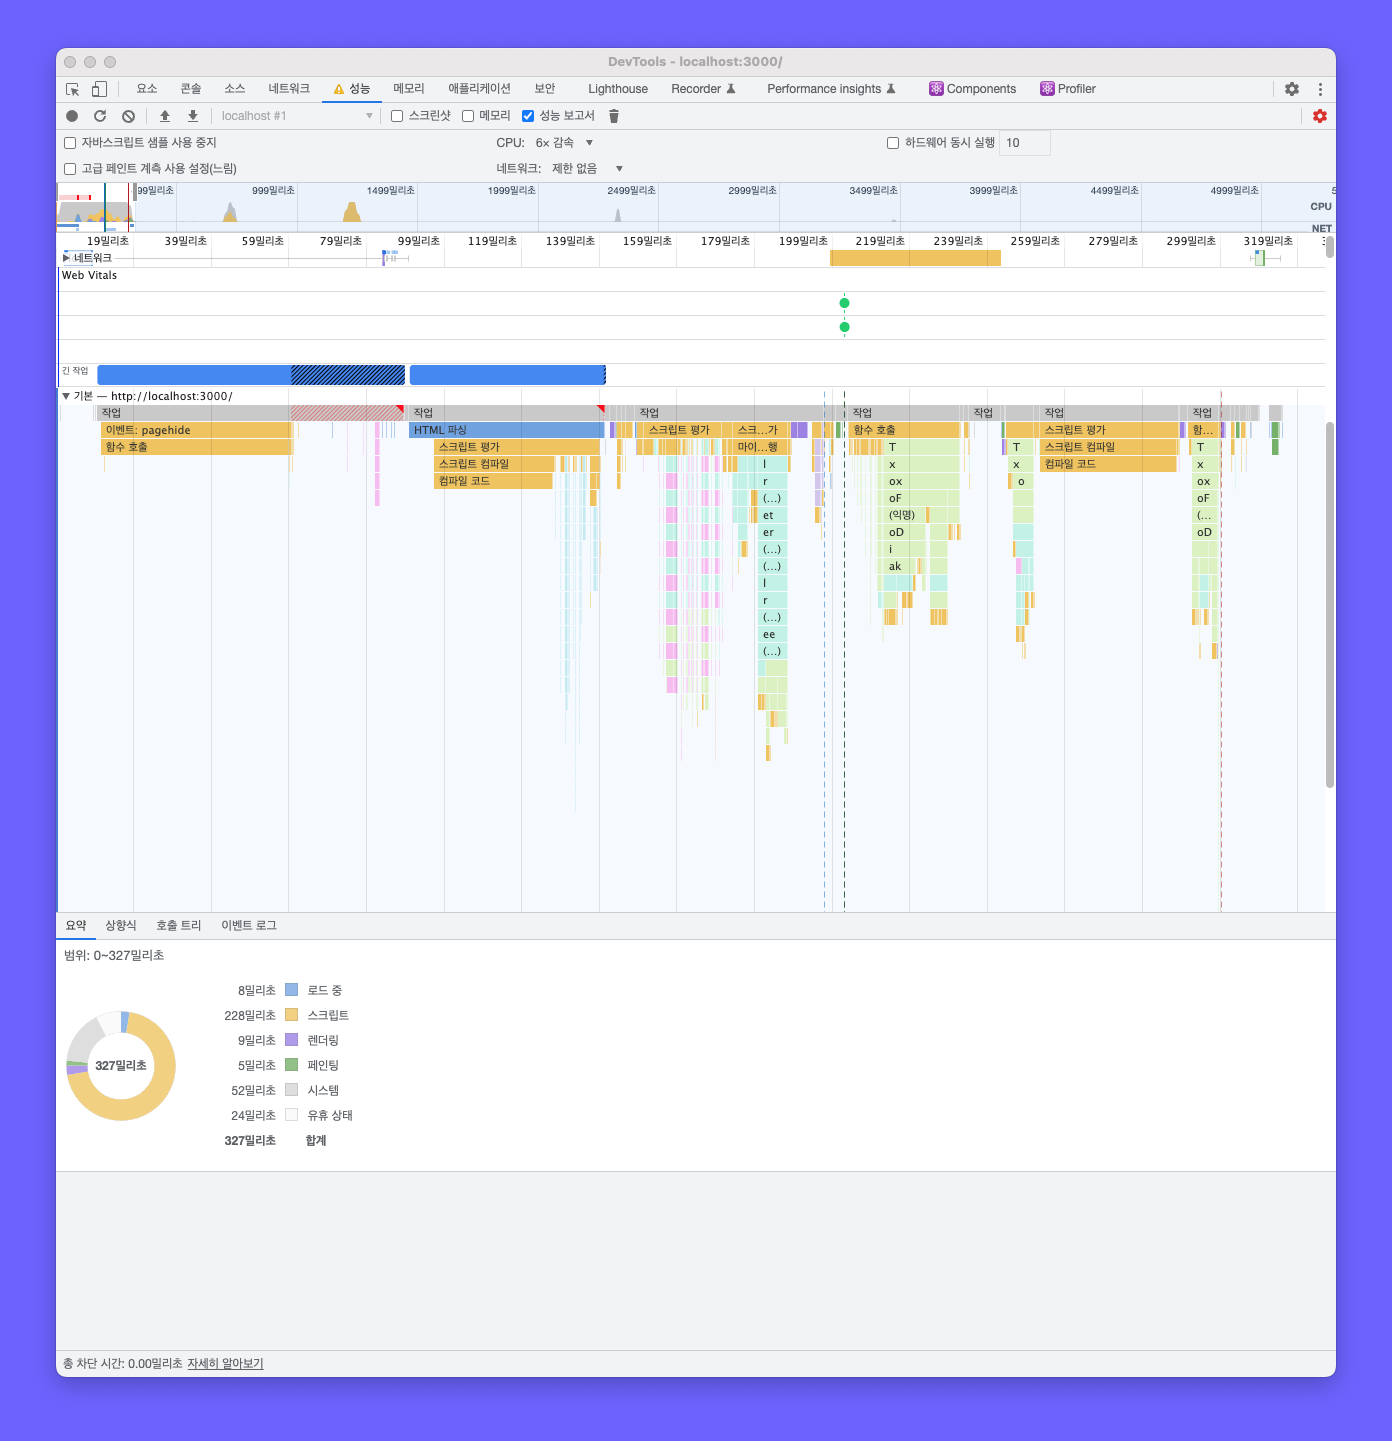 DevTools - localhost:3000/
요소 콘솔 소스 네트워크 성능 메모리 애플리케이션 보안 Lighthouse Recorder Performance insights Components Profiler
localhost #1 스크린샷 메모리 성능 보고서
자바스크립트 샘플 사용 중지 CPU: 6× 감속 하드웨어 동시 실행 10
고급 페인트 계측 사용 설정(느림) 네트워크: 제한 없음
999밀리초 1499밀리초 1999밀리초 2499밀리초 2999밀리초 3499밀리초 3999밀리초 4499밀리초 4999밀리초
CPU
NET
19밀리초 39밀리초 59밀리초 79밀리초 99밀리초 119밀리초 139밀리초 159밀리초 179밀리초 199밀리초 219밀리초 239밀리초 259밀리초 279밀리초 299밀리초 319밀리초
네트워크
Web Vitals
긴 작업
기본 — http://localhost:3000/
작업 작업 작업 작업 작업 작업 작업
이벤트: pagehide HTML 파싱 스크립트 평가 스크...가 함수 호출 스크립트 평가 함...
함수 호출 스크립트 평가 마이...행 T T 스크립트 컴파일 T
스크립트 컴파일 l x x 컴파일 코드 x
컴파일 코드 r ox o ox
(...) oF oF
et (익명) (...
er oD oD
(...) i
(...) ak
l
r
(...)
ee
(...)
요약 상향식 호출 트리 이벤트 로그
범위: 0~327밀리초
327밀리초
8밀리초 로드 중
228밀리초 스크립트
9밀리초 렌더링
5밀리초 페인팅
52밀리초 시스템
24밀리초 유휴 상태
327밀리초 합계
총 차단 시간: 0.00밀리초 자세히 알아보기